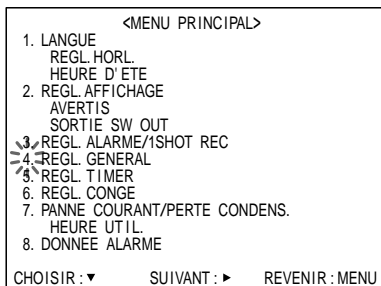 <MENU PRINCIPAL>
1. LANGUE
REGL. HORL.
HEURE D'ETE
2. REGL. AFFICHAGE
AVERTIS
SORTIE SW OUT
3. REGL. ALARME/1SHOT REC
4. REGL. GENERAL
5. REGL. TIMER
6. REGL. CONGE
7. PANNE COURANT/PERTE CONDENS.
HEURE UTIL.
8. DONNEE ALARME
CHOISIR : ▼ SUIVANT : ► REVENIR : MENU